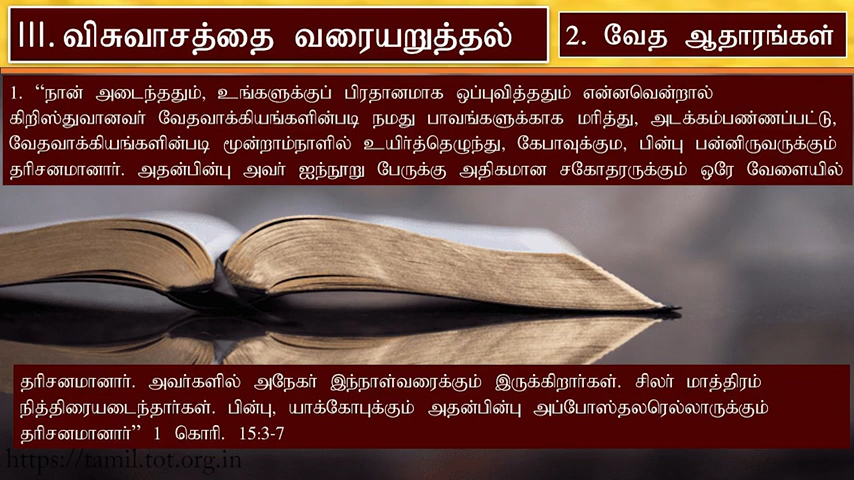 III. விசுவாசத்தை வரையறுத்தல்
2. வேத ஆதாரங்கள்
1. “நான் அடைந்ததும், உங்களுக்குப் பிரதானமாக ஒப்புவித்ததும் என்னவென்றால்
கிறிஸ்துவானவர் வேதவாக்கியங்களின்படி நமது பாவங்களுக்காக மரித்து, அடக்கம்பண்ணப்பட்டு,
வேதவாக்கியங்களின்படி மூன்றாம்நாளில் உயிர்த்தெழுந்து, கேபாவுக்கும, பின்பு பன்னிருவருக்கும்
தரிசனமானார். அதன்பின்பு அவர் ஐந்நூறு பேருக்கு அதிகமான சகோதரருக்கும் ஒரே வேளையில்
தரிசனமானார். அவர்களில் அநேகர் இந்நாள்வரைக்கும் இருக்கிறார்கள். சிலர் மாத்திரம்
நித்திரையடைந்தார்கள். பின்பு, யாக்கோபுக்கும் அதன்பின்பு அப்போஸ்தலரெல்லாருக்கும்
தரிசனமானார்” 1 கொரி. 15:3-7
https://tamil.tot.org.in